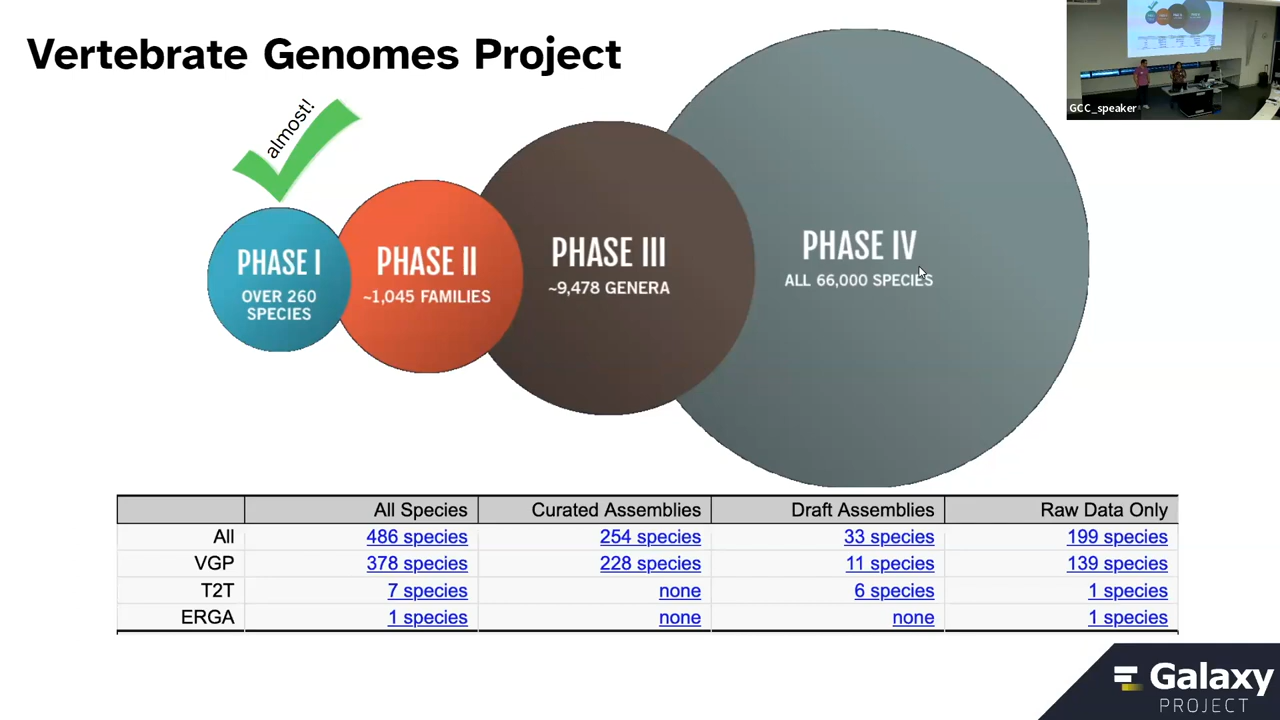 Vertebrate Genomes Project
GCC_speaker
almost!
PHASE I
OVER 260
SPECIES
PHASE II
~1,045 FAMILIES
PHASE III
~9,478 GENERA
PHASE IV
ALL 66,000 SPECIES
All Species Curated Assemblies Draft Assemblies Raw Data Only
All 486 species 254 species 33 species 199 species
VGP 378 species 228 species 11 species 139 species
T2T 7 species none 6 species 1 species
ERGA 1 species none none 1 species
Galaxy
PROJECT